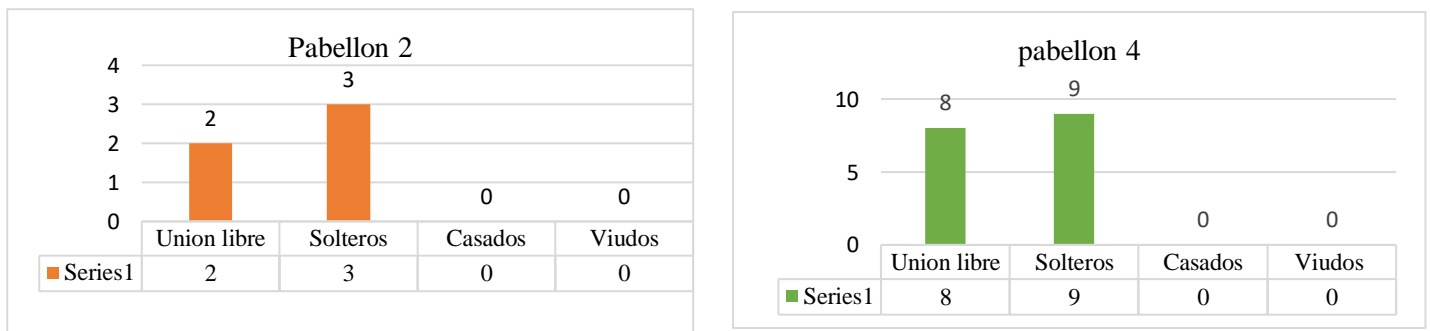 Pabellon 2
4
3
2
1
0
2
3
0
0
Union libre Solteros Casados Viudos
Series1 2 3 0 0
pabellon 4
10
5
0
8
9
0
0
Union libre Solteros Casados Viudos
Series1 8 9 0 0